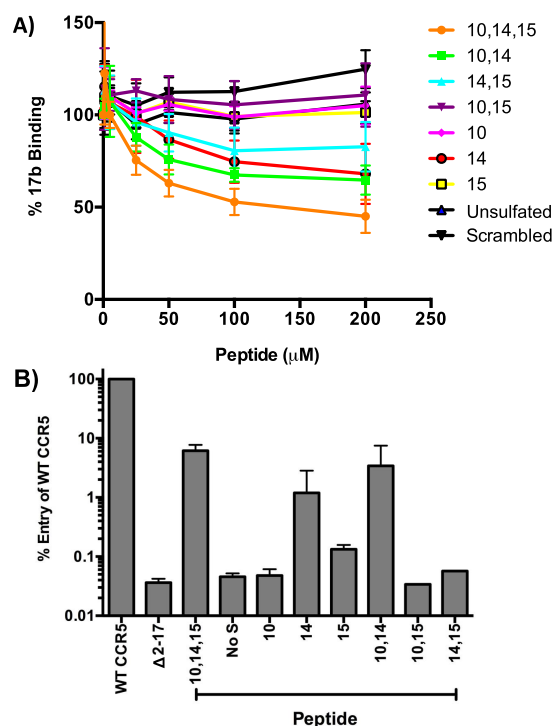 A)
150
100
50
0
% 17b Binding
0
50
100
150
200
250
Peptide (μM)
10,14,15
10,14
14,15
10,15
10
14
15
Unsulfated
Scrambled
B)
100
10
1
0.1
0.01
% Entry of WT CCR5
WT CCR5
Δ 2-17
10,14,15
No S
10
14
15
10,14
10,15
14,15
Peptide